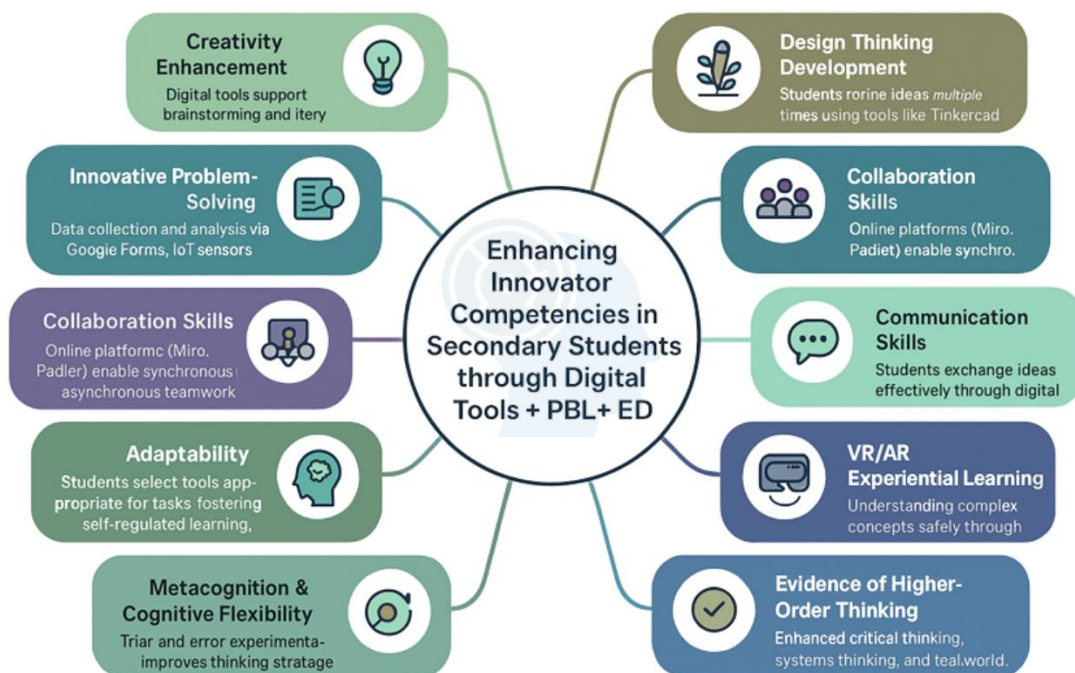 Creativity
Enhancement
Digital tools support
brainstorming and itery
Innovative Problem-
Solving
Data collection and analysis via
Googie Forms, IoT sensors
Collaboration Skills
Online platformc (Miro.
Padler) enable synchronous
asynchronous teamwork
Adaptability
Students select tools app-
propriate for tasks fostering
self-regulated learning,
Metacognition &
Cognitive Flexibility
Triar and error experimenta-
improves thinking stratage
Enhancing
Innovator
Competencies in
Secondary Students
through Digital
Tools + PBL+ ED
Design Thinking
Development
Students rorine ideas multiple
times using tools like Tinkercad
Collaboration
Skills
Online platforms (Miro.
Padiet) enable synchro.
Communication
Skills
Students exchange ideas
effectively through digital
VR/AR
Experiential Learning
Understanding complex
concepts safely through
Evidence of Higher-
Order Thinking
Enhanced critical thinking,
systems thinking, and teal.world.